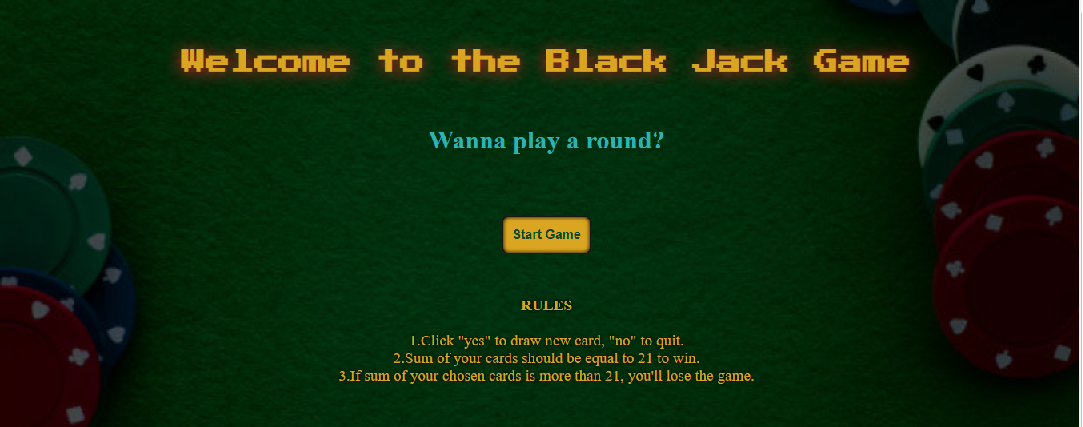 Welcome to the Black Jack Game
Wanna play a round?
Start Game
RULES
1.Click "yes" to draw new card, "no" to quit.
2.Sum of your cards should be equal to 21 to win.
3.If sum of your chosen cards is more than 21, you'll lose the game.